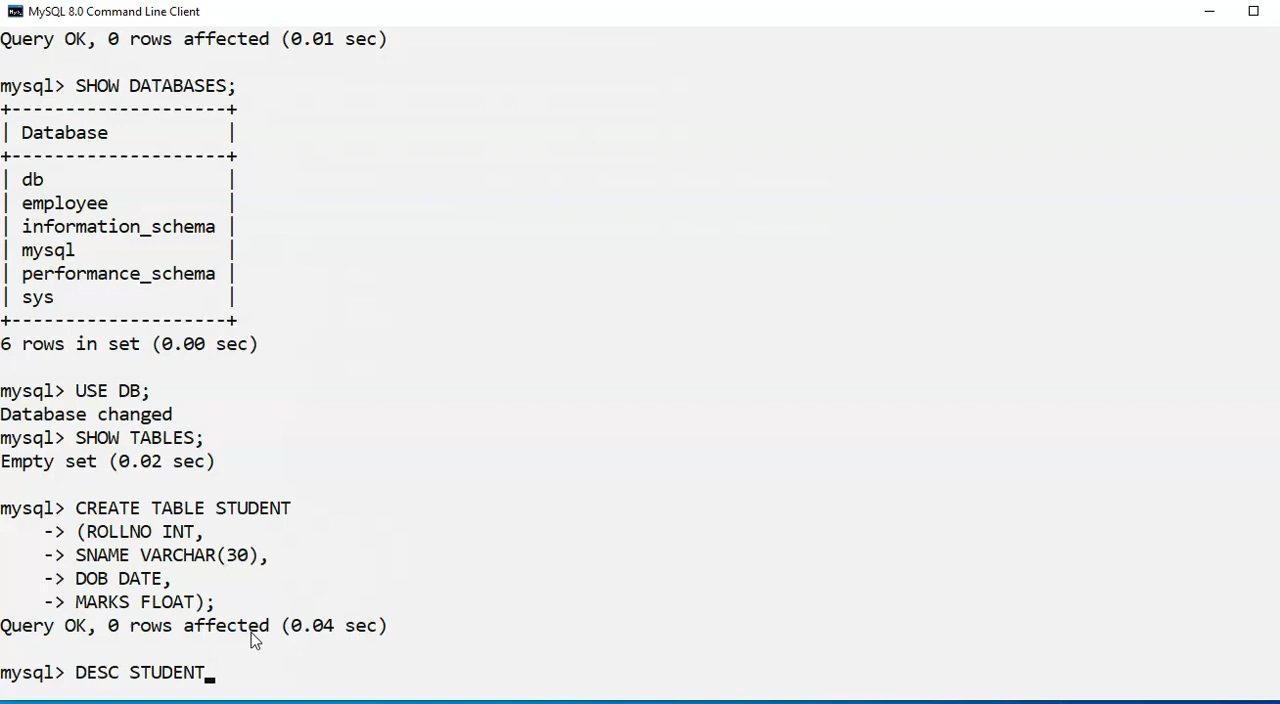 MySQL 8.0 Command Line Client
Query OK, 0 rows affected (0.01 sec)
mysql> SHOW DATABASES;
+--------------------+
| Database           |
+--------------------+
| db                 |
| employee           |
| information_schema |
| mysql              |
| performance_schema |
| sys                |
+--------------------+
6 rows in set (0.00 sec)
mysql> USE DB;
Database changed
mysql> SHOW TABLES;
Empty set (0.02 sec)
mysql> CREATE TABLE STUDENT
    -> (ROLLNO INT,
    -> SNAME VARCHAR(30),
    -> DOB DATE,
    -> MARKS FLOAT);
Query OK, 0 rows affected (0.04 sec)
mysql> DESC STUDENT